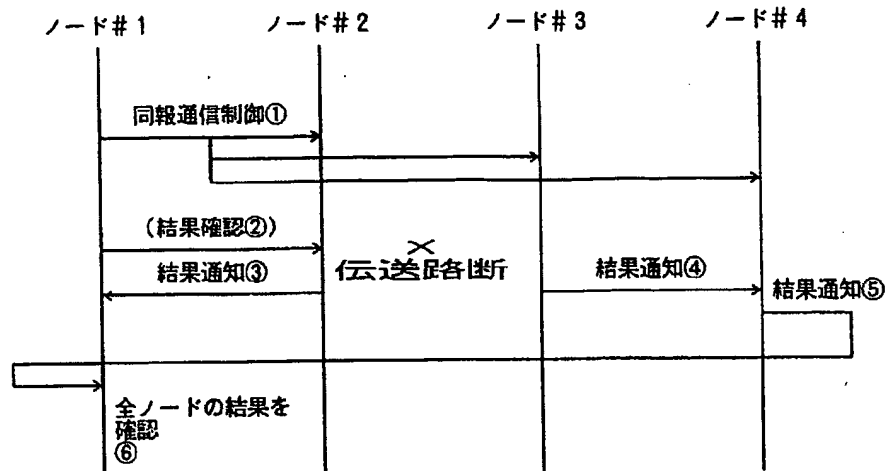 ノード#1 ノード#2 ノード#3 ノード#4
同報通信制御①
(結果確認②)
×
伝送路断
結果通知③
結果通知④
結果通知⑤
全ノードの結果を
確認
⑥